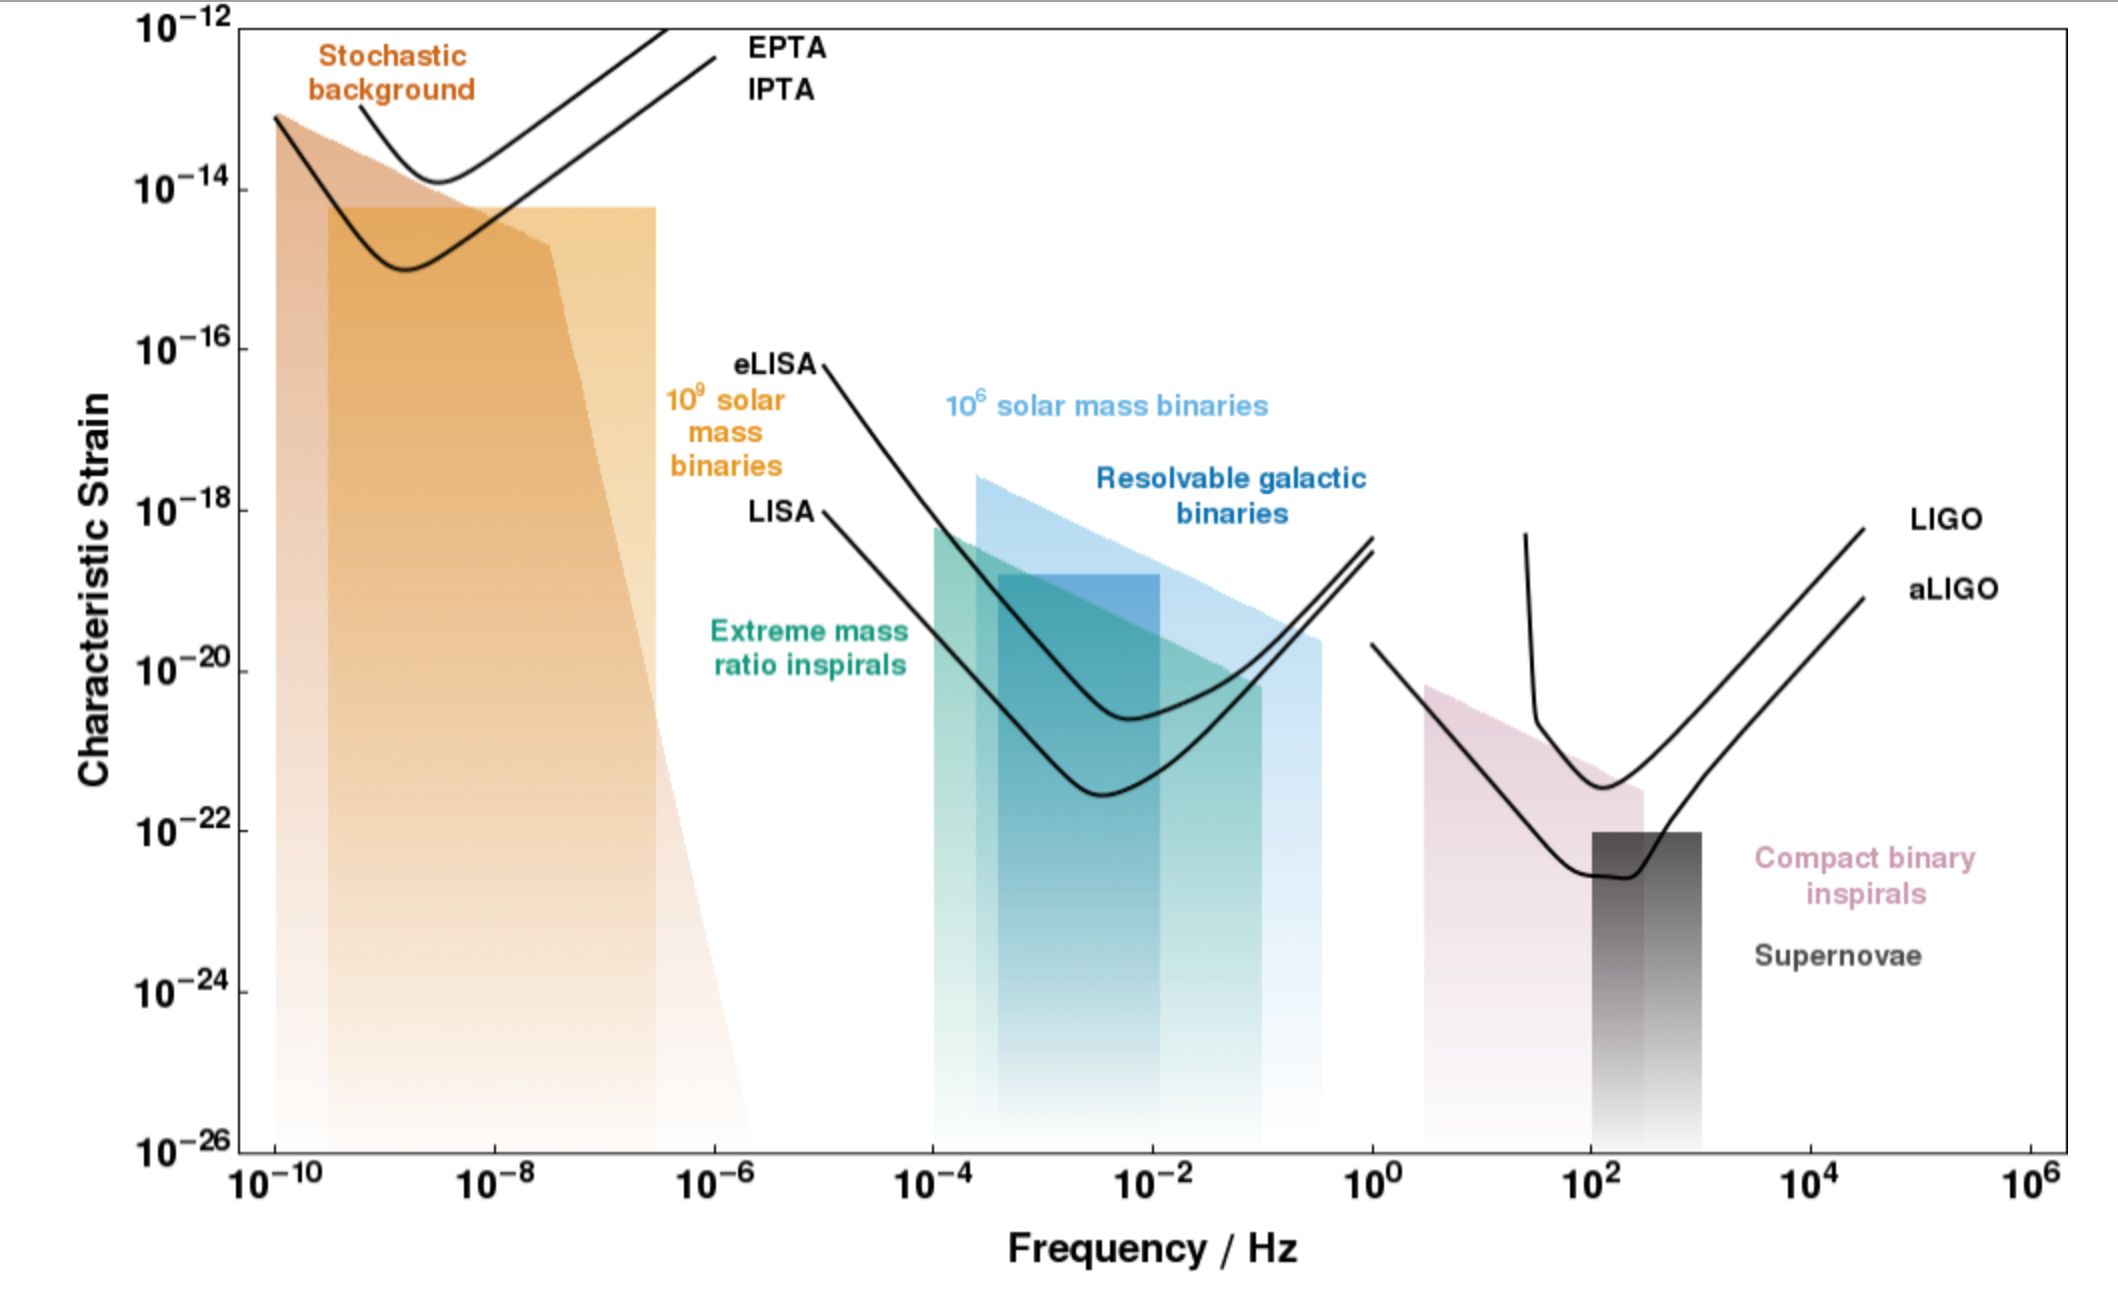 10−12
10−14
10−16
10−18
10−20
10−22
10−24
10−26
Characteristic Strain
Stochastic
background
EPTA
IPTA
eLISA
10⁹ solar
mass
binaries
LISA
10⁶ solar mass binaries
Resolvable galactic
binaries
Extreme mass
ratio inspirals
LIGO
aLIGO
Compact binary
inspirals
Supernovae
10−10 10−8 10−6 10−4 10−2 10⁰ 10² 10⁴ 10⁶
Frequency / Hz